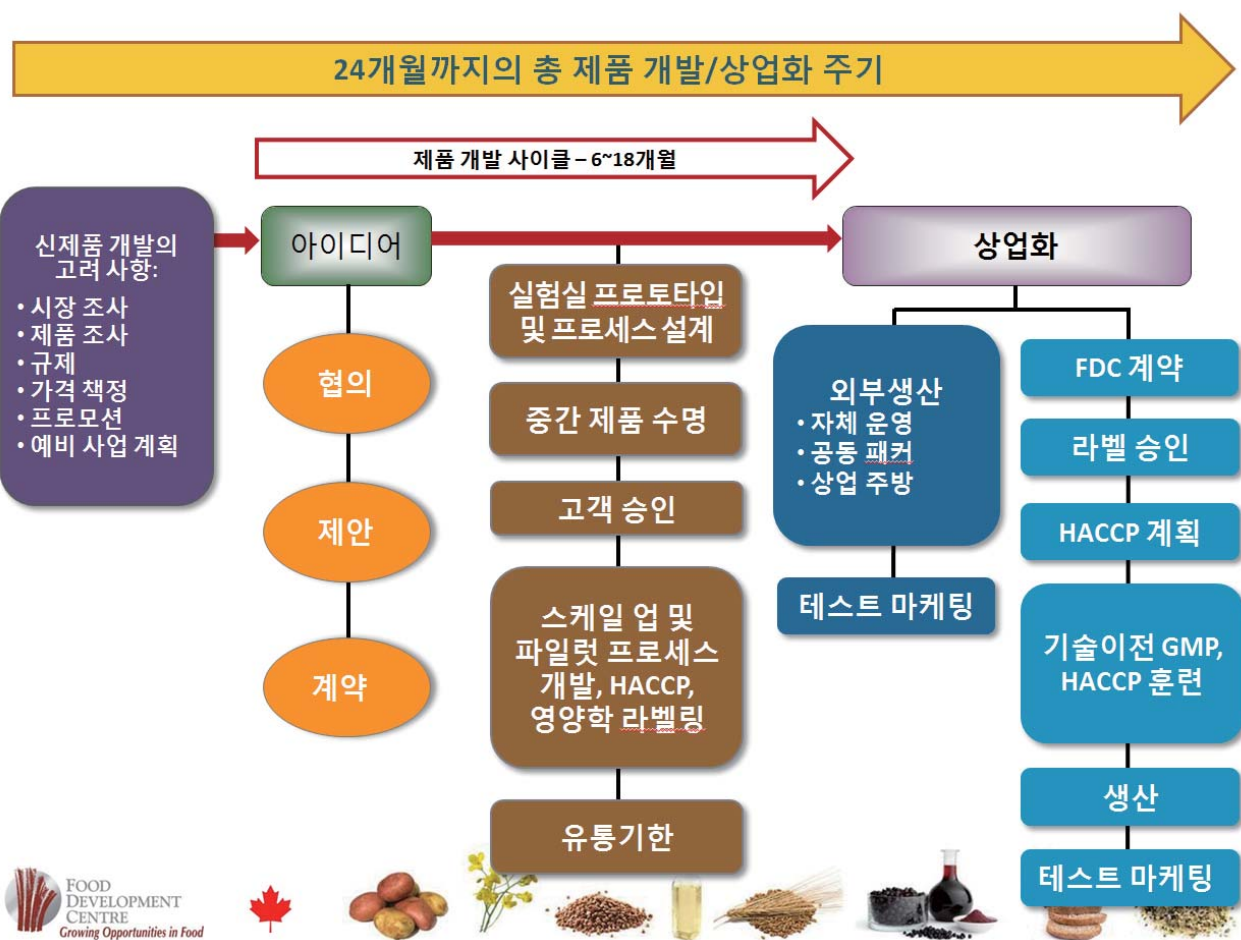 24개월까지의 총 제품 개발/상업화 주기
제품 개발 사이클 – 6~18개월
신제품 개발의
고려 사항:
• 시장 조사
• 제품 조사
• 규제
• 가격 책정
• 프로모션
• 예비 사업 계획
아이디어
협의
제안
계약
실험실 프로토타입
및 프로세스 설계
중간 제품 수명
고객 승인
스케일 업 및
파일럿 프로세스
개발, HACCP,
영양학 라벨링
유통기한
상업화
외부생산
• 자체 운영
• 공동 패커
• 상업 주방
테스트 마케팅
FDC 계약
라벨 승인
HACCP 계획
기술이전 GMP,
HACCP 훈련
생산
테스트 마케팅
FOOD
DEVELOPMENT
CENTRE
Growing Opportunities in Food